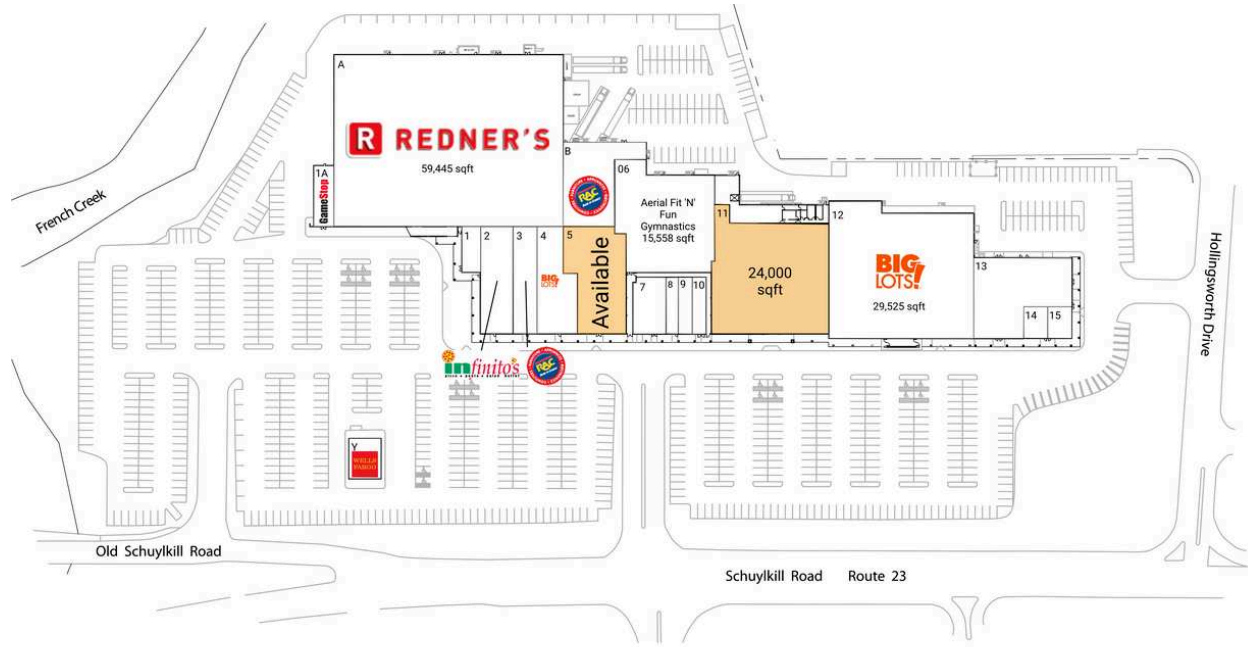 A
R REDNER'S
59,445 sqft
1A
GameStop
French Creek
B
RAC
06
Aerial Fit 'N'
Fun
Gymnastics
15,558 sqft
11
24,000
sqft
12
BIG
LOTS!
29,525 sqft
13
14
15
1
2
3
4
BIG
LOTS!
5
Available
7
8
9
10
infinito's
RAC
Y
WELLS
FARGO
Hollingsworth Drive
Old Schuylkill Road
Schuylkill Road Route 23